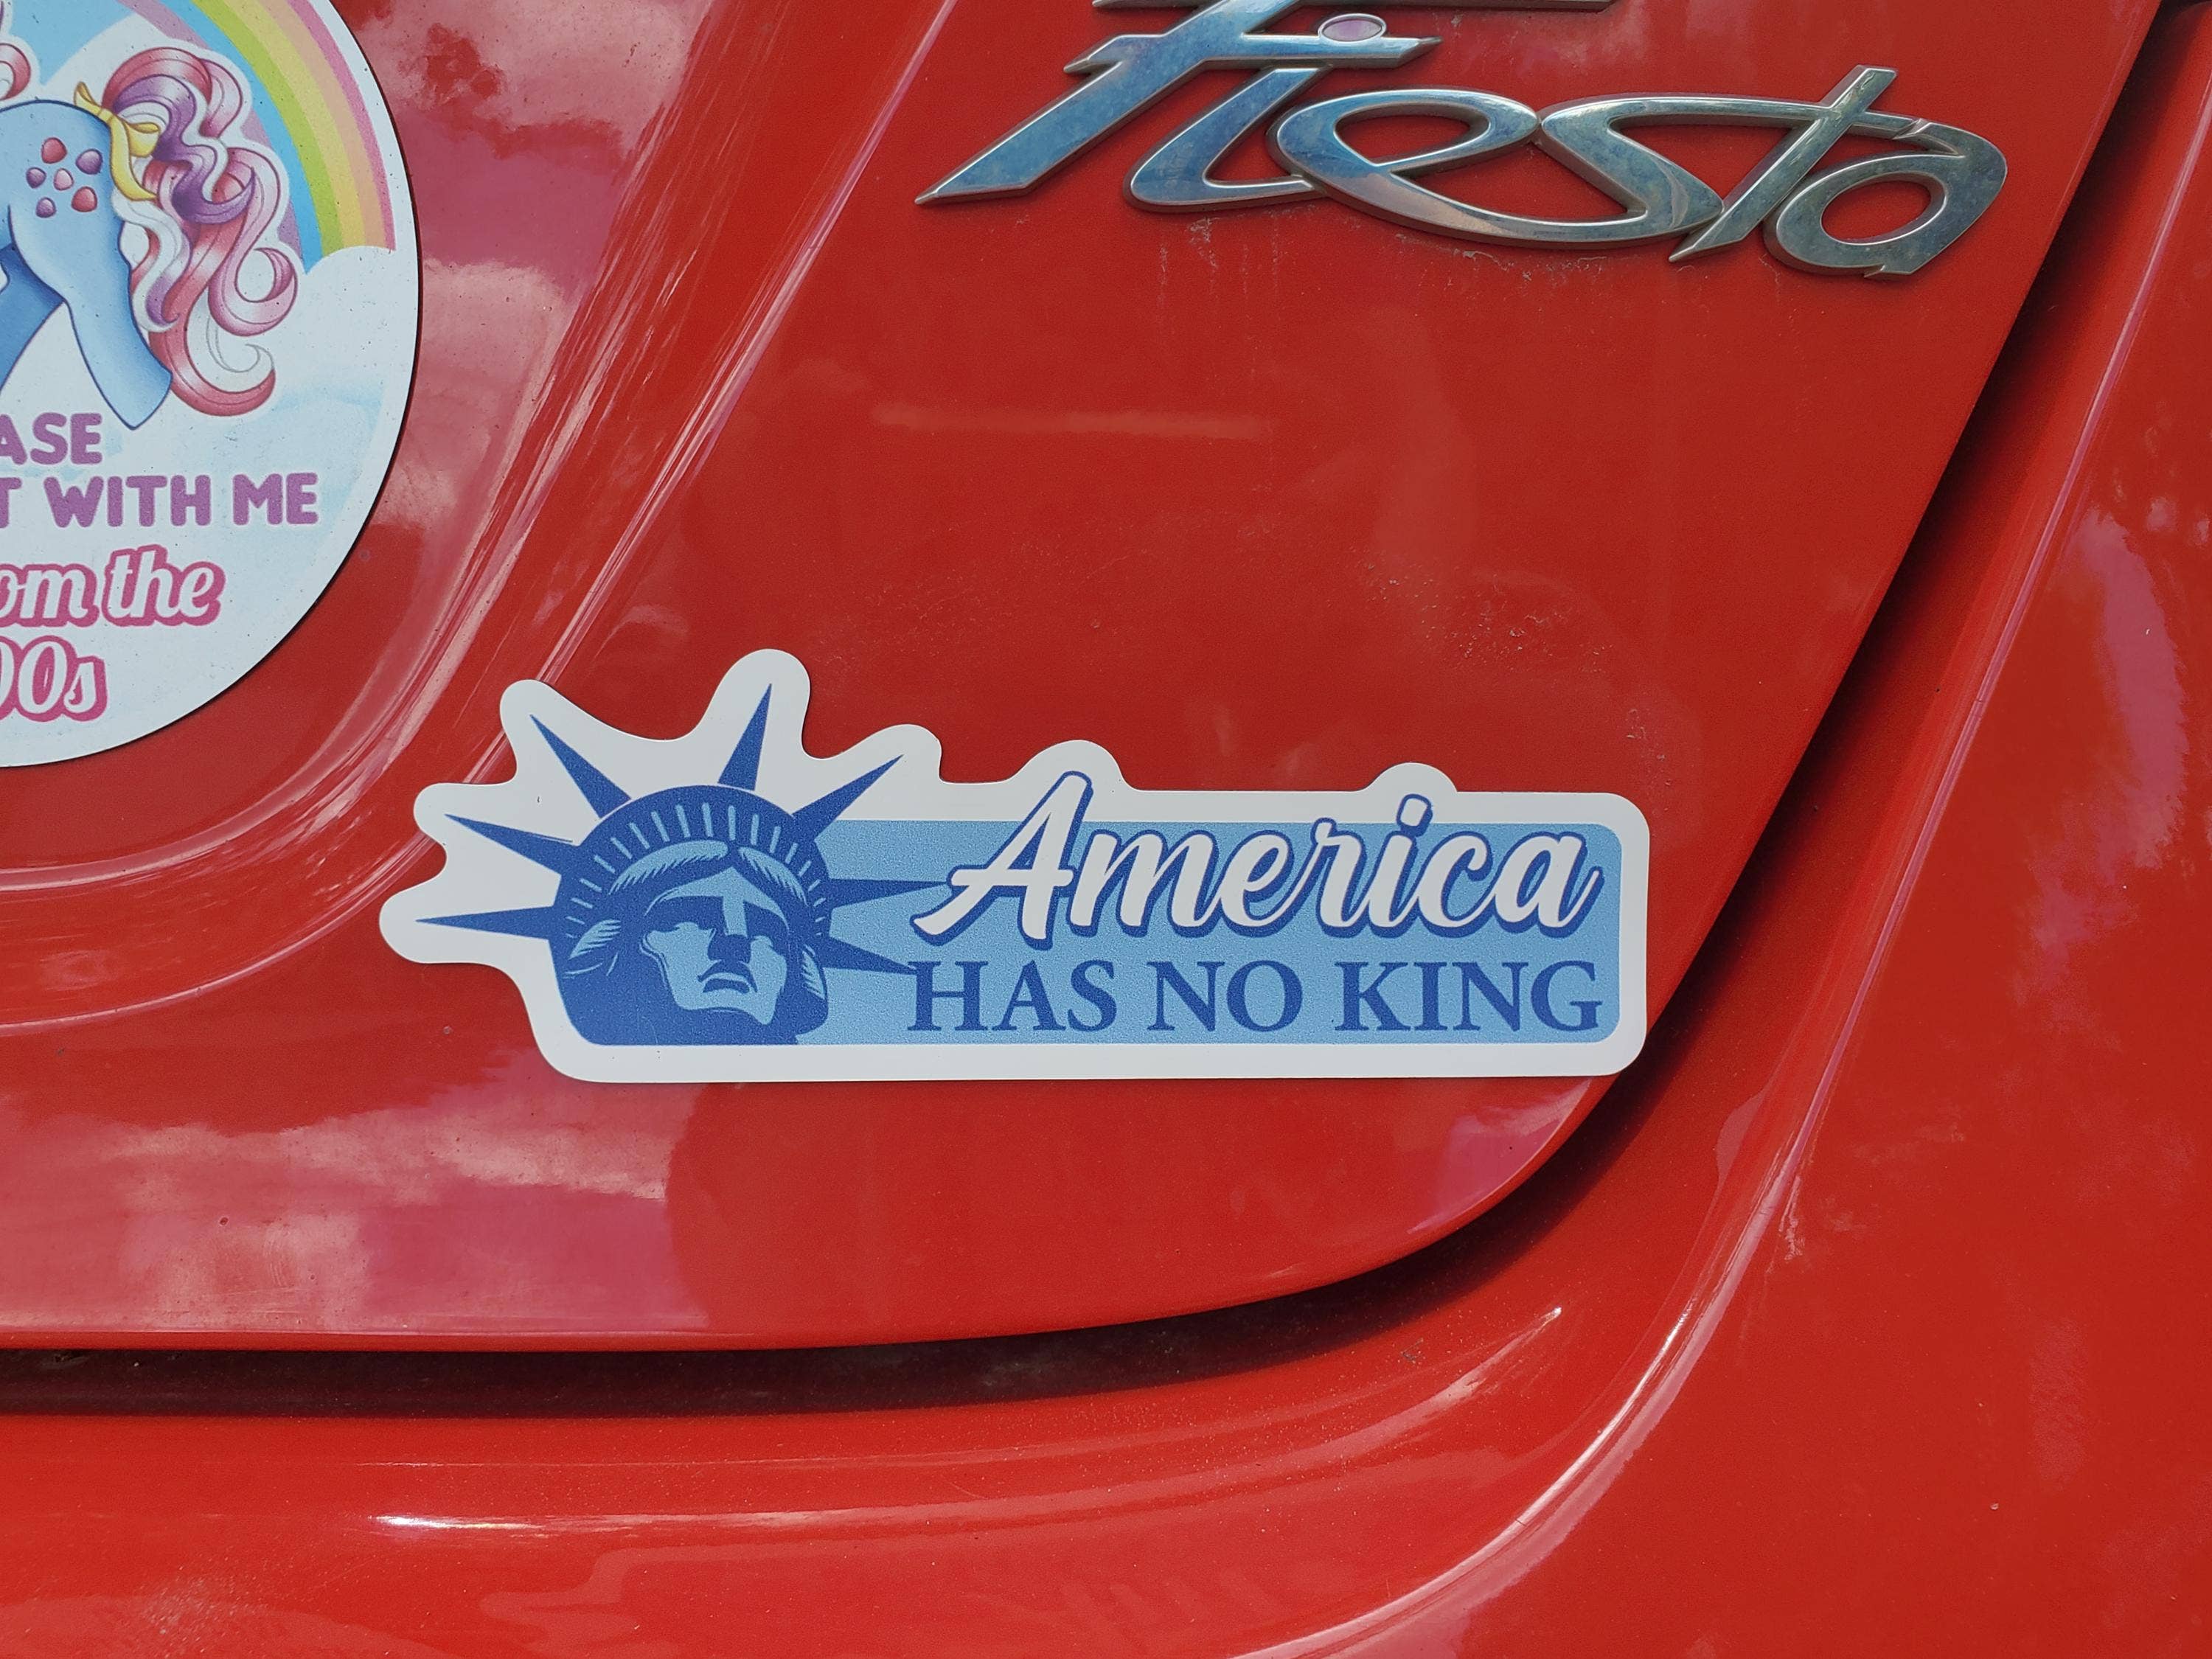 Fiesta
ASE
T WITH ME
om the
00s
America
HAS NO KING